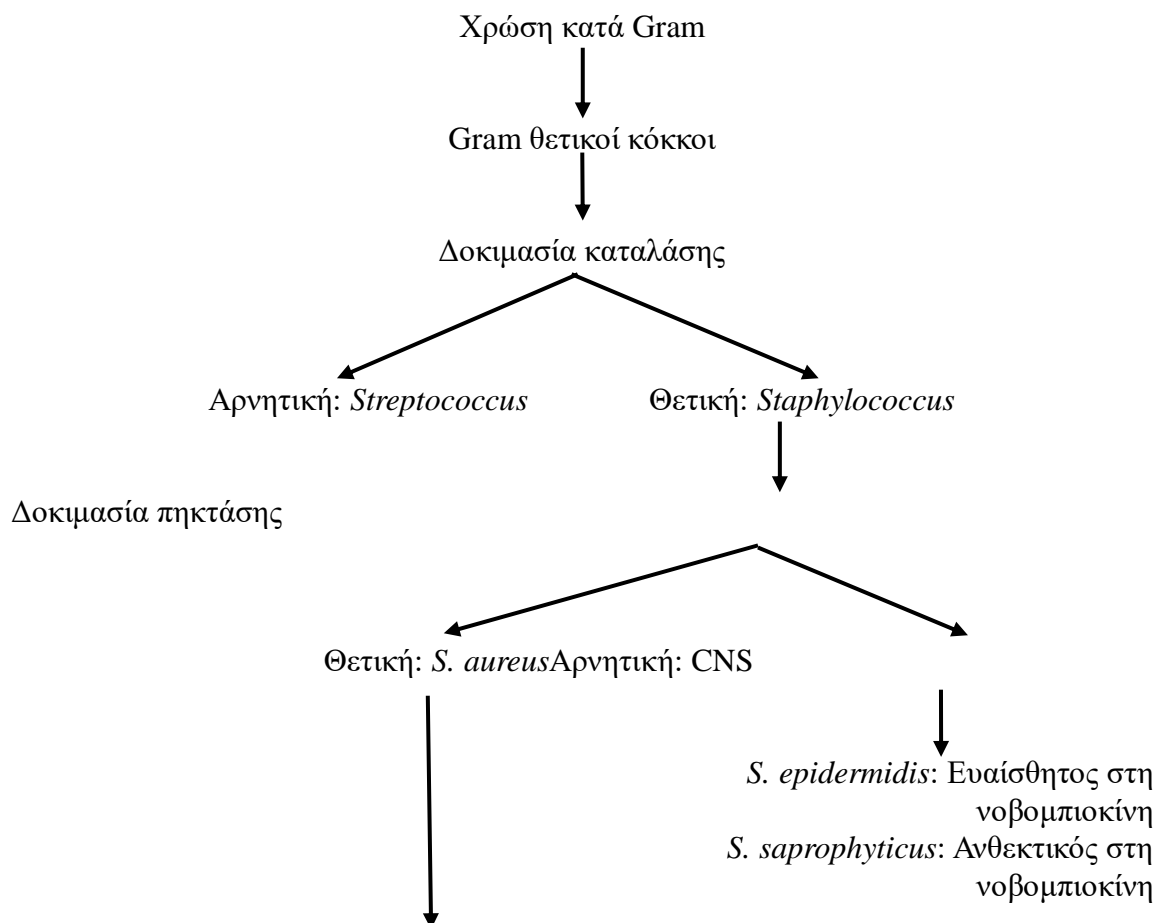 Χρώση κατά Gram
Gram θετικοί κόκκοι
Δοκιμασία καταλάσης
Αρνητική: Streptococcus
Θετική: Staphylococcus
Δοκιμασία πηκτάσης
Θετική: S. aureusΑρνητική: CNS
S. epidermidis: Ευαίσθητος στη
νοβομπιοκίνη
S. saprophyticus: Ανθεκτικός στη
νοβομπιοκίνη